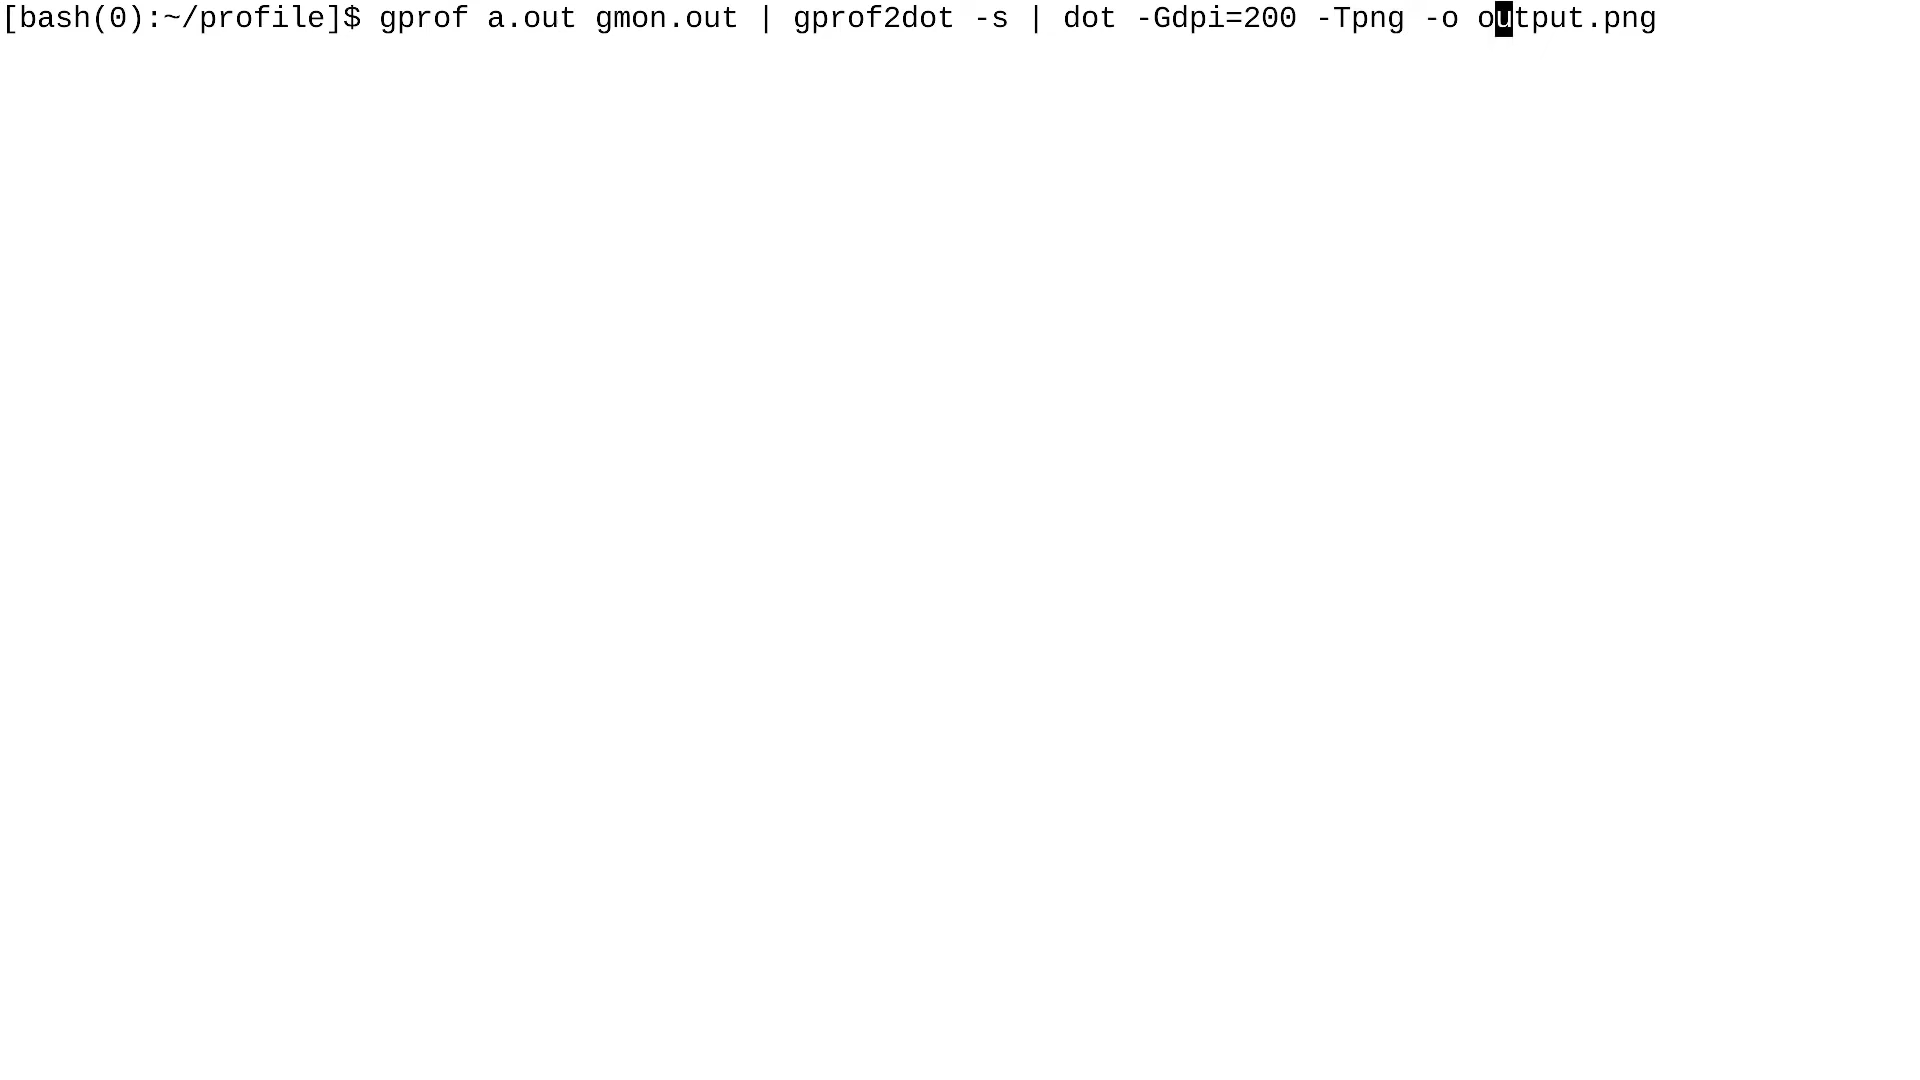 [bash(0):~/profile]$ gprof a.out gmon.out | gprof2dot -s | dot -Gdpi=200 -Tpng -o output.png